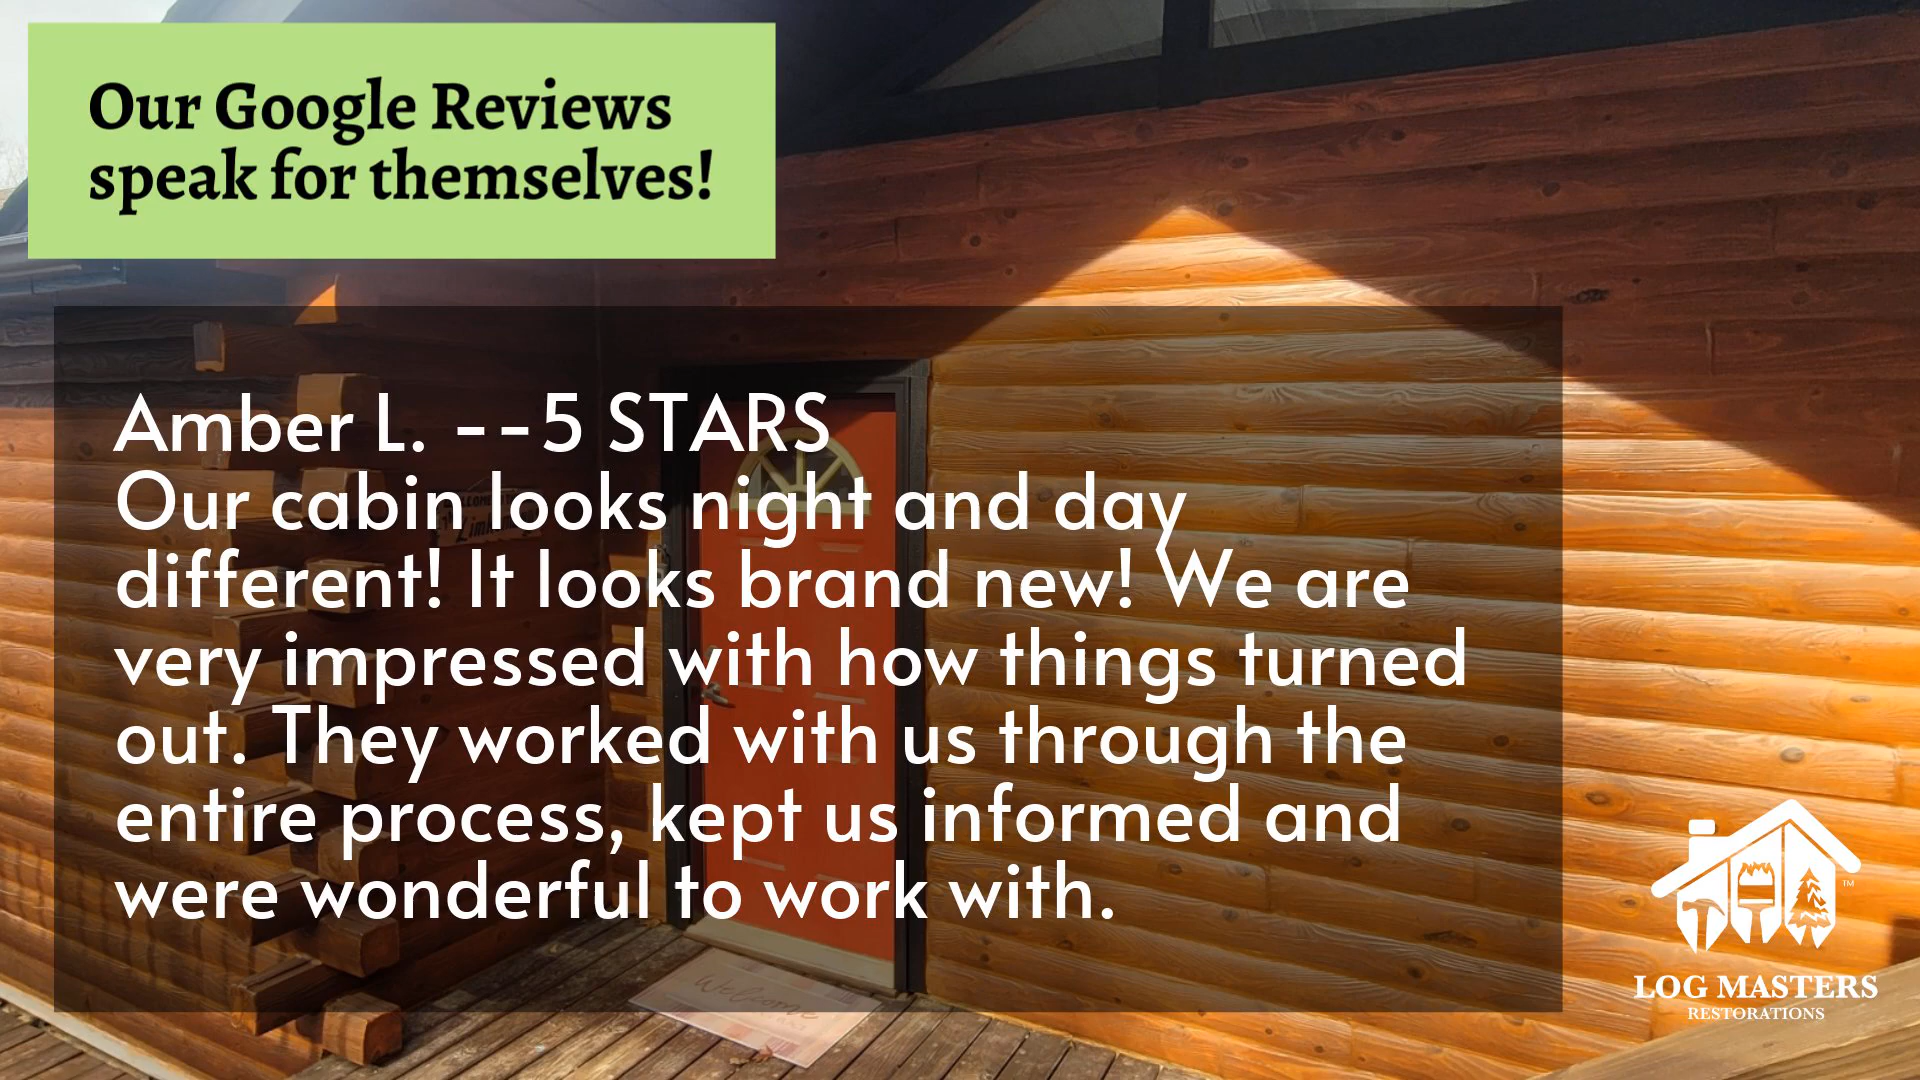 Our Google Reviews
speak for themselves!
Amber L. --5 STARS
Our cabin looks night and day
different! It looks brand new! We are
very impressed with how things turned
out. They worked with us through the
entire process, kept us informed and
were wonderful to work with.
Welcome
TM
LOG MASTERS
RESTORATIONS